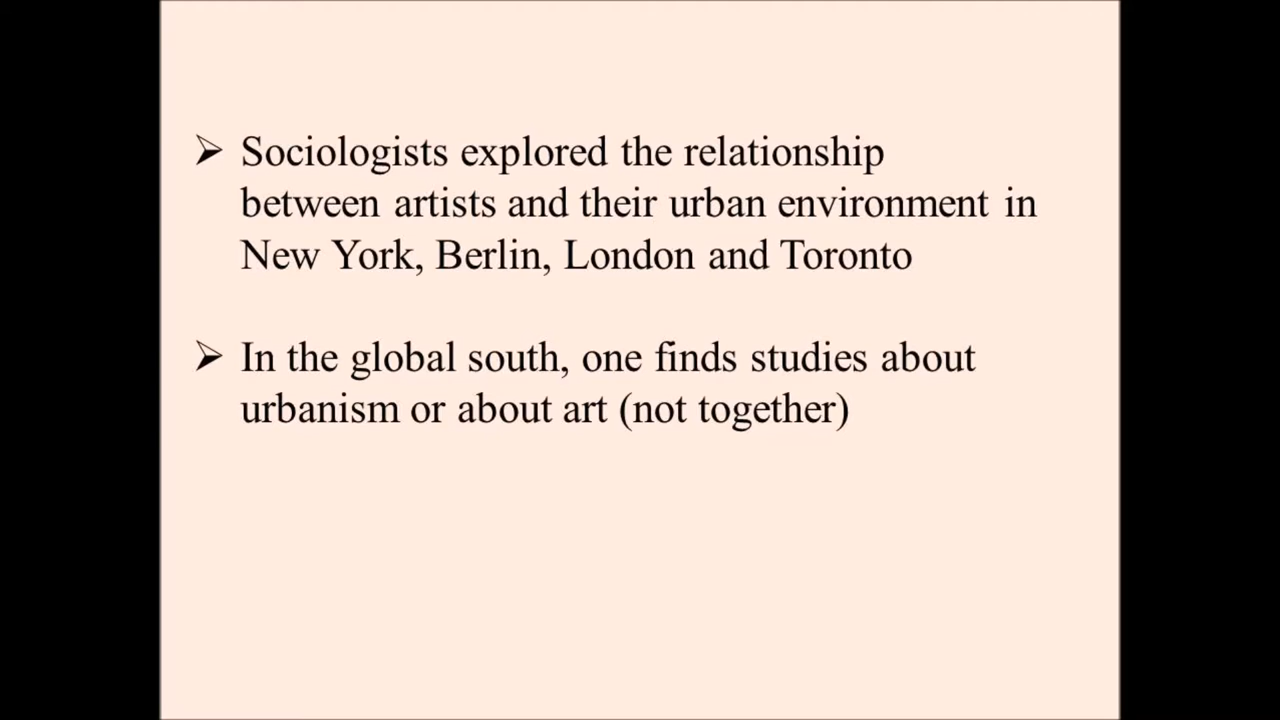 ➢ Sociologists explored the relationship
between artists and their urban environment in
New York, Berlin, London and Toronto
➢ In the global south, one finds studies about
urbanism or about art (not together)